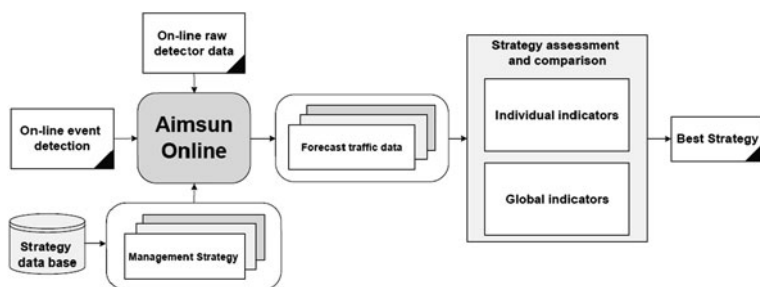 On-line raw
detector data
Strategy assessment
and comparison
On-line event
detection
Aimsun
Online
Forecast traffic data
Individual indicators
Best Strategy
Global indicators
Strategy
data base
Management Strategy